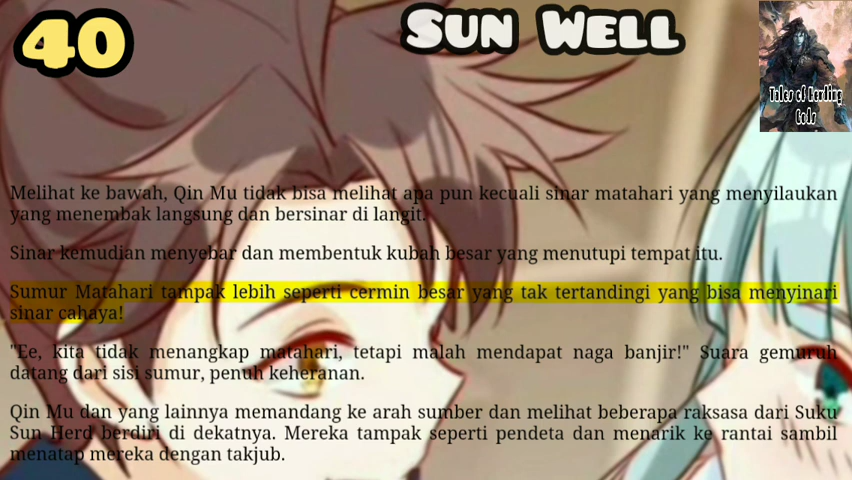 40
Sun Well
Tales of Herding
Gods
Melihat ke bawah, Qin Mu tidak bisa melihat apa pun kecuali sinar matahari yang menyilaukan
yang menembak langsung dan bersinar di langit.
Sinar kemudian menyebar dan membentuk kubah besar yang menutupi tempat itu.
Sumur Matahari tampak lebih seperti cermin besar yang tak tertandingi yang bisa menyinari
sinar cahaya!
"Ee, kita tidak menangkap matahari, tetapi malah mendapat naga banjir!" Suara gemuruh
datang dari sisi sumur, penuh keheranan.
Qin Mu dan yang lainnya memandang ke arah sumber dan melihat beberapa raksasa dari Suku
Sun Herd berdiri di dekatnya. Mereka tampak seperti pendeta dan menarik ke rantai sambil
menatap mereka dengan takjub.